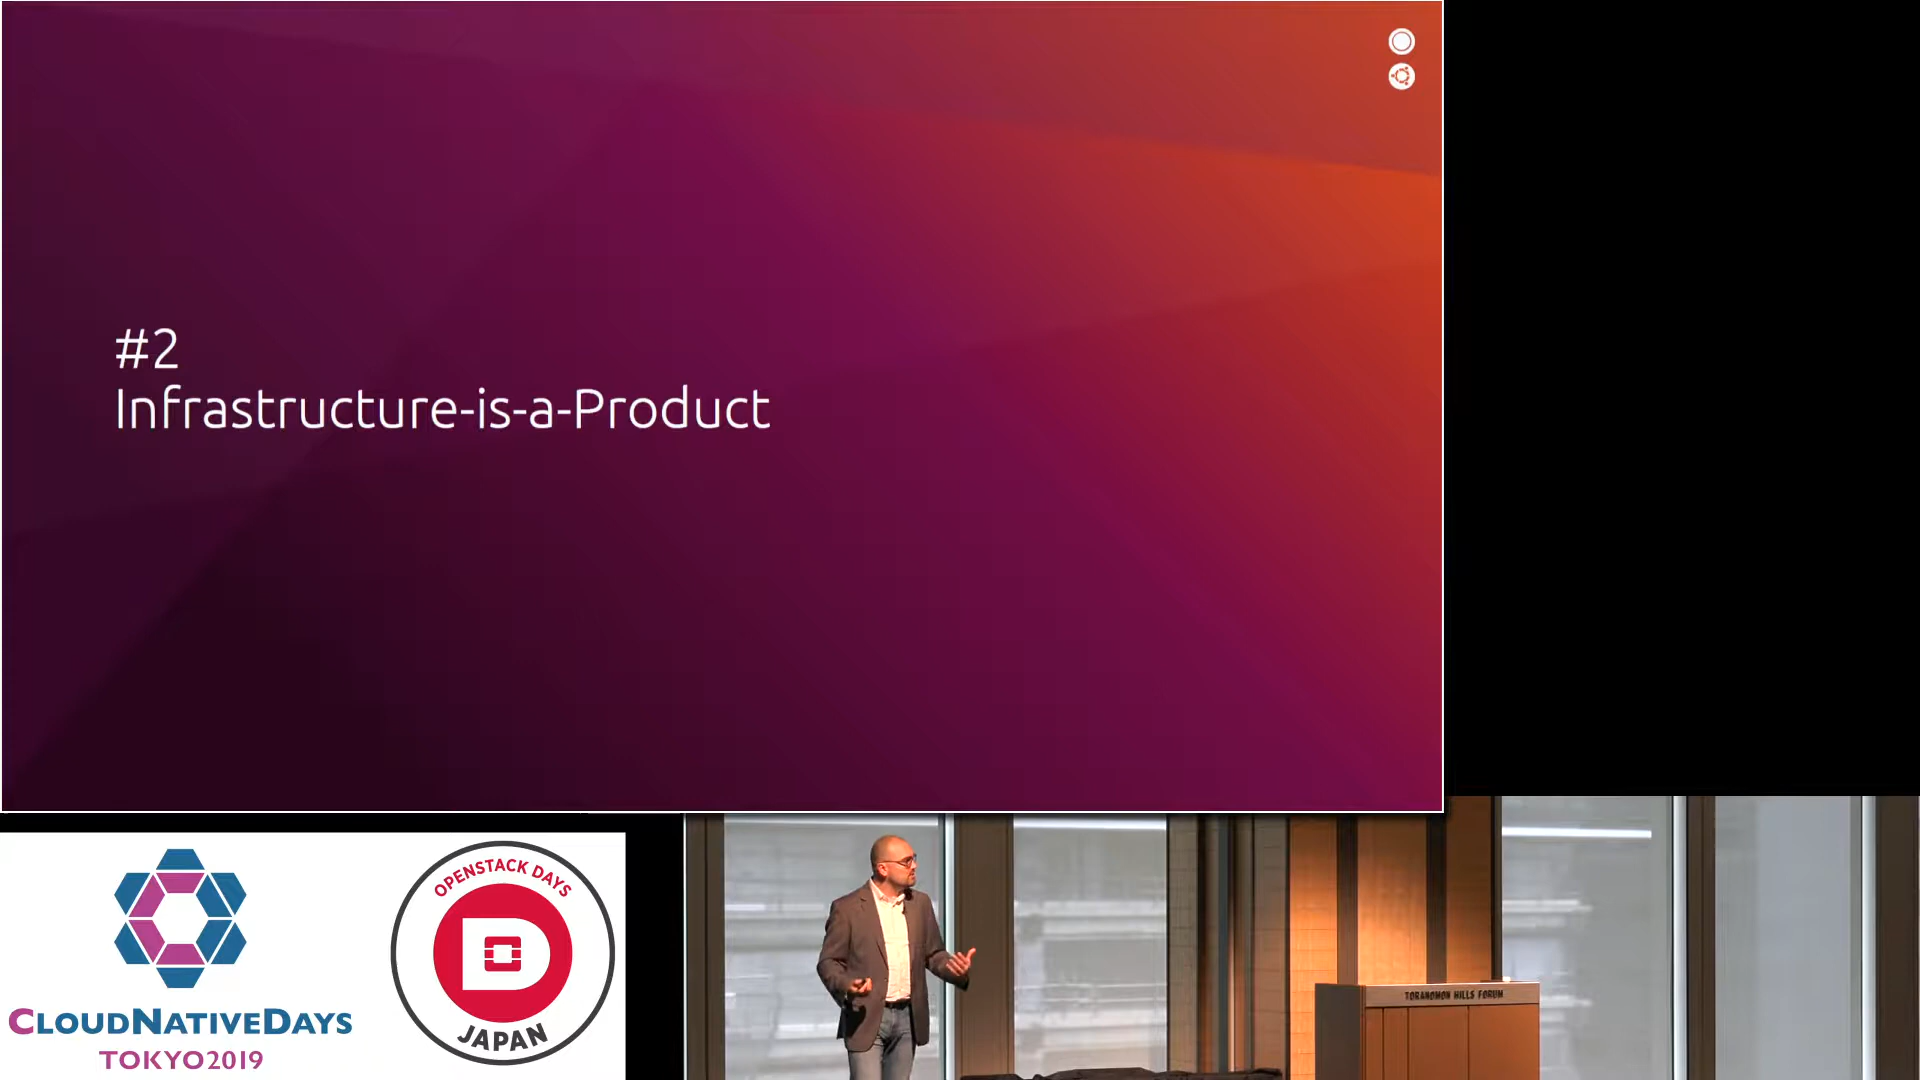 #2
Infrastructure-is-a-Product
CLOUDNATIVEDAYS
TOKYO2019
OPENSTACK DAYS
JAPAN
TORANOMON HILLS FORUM